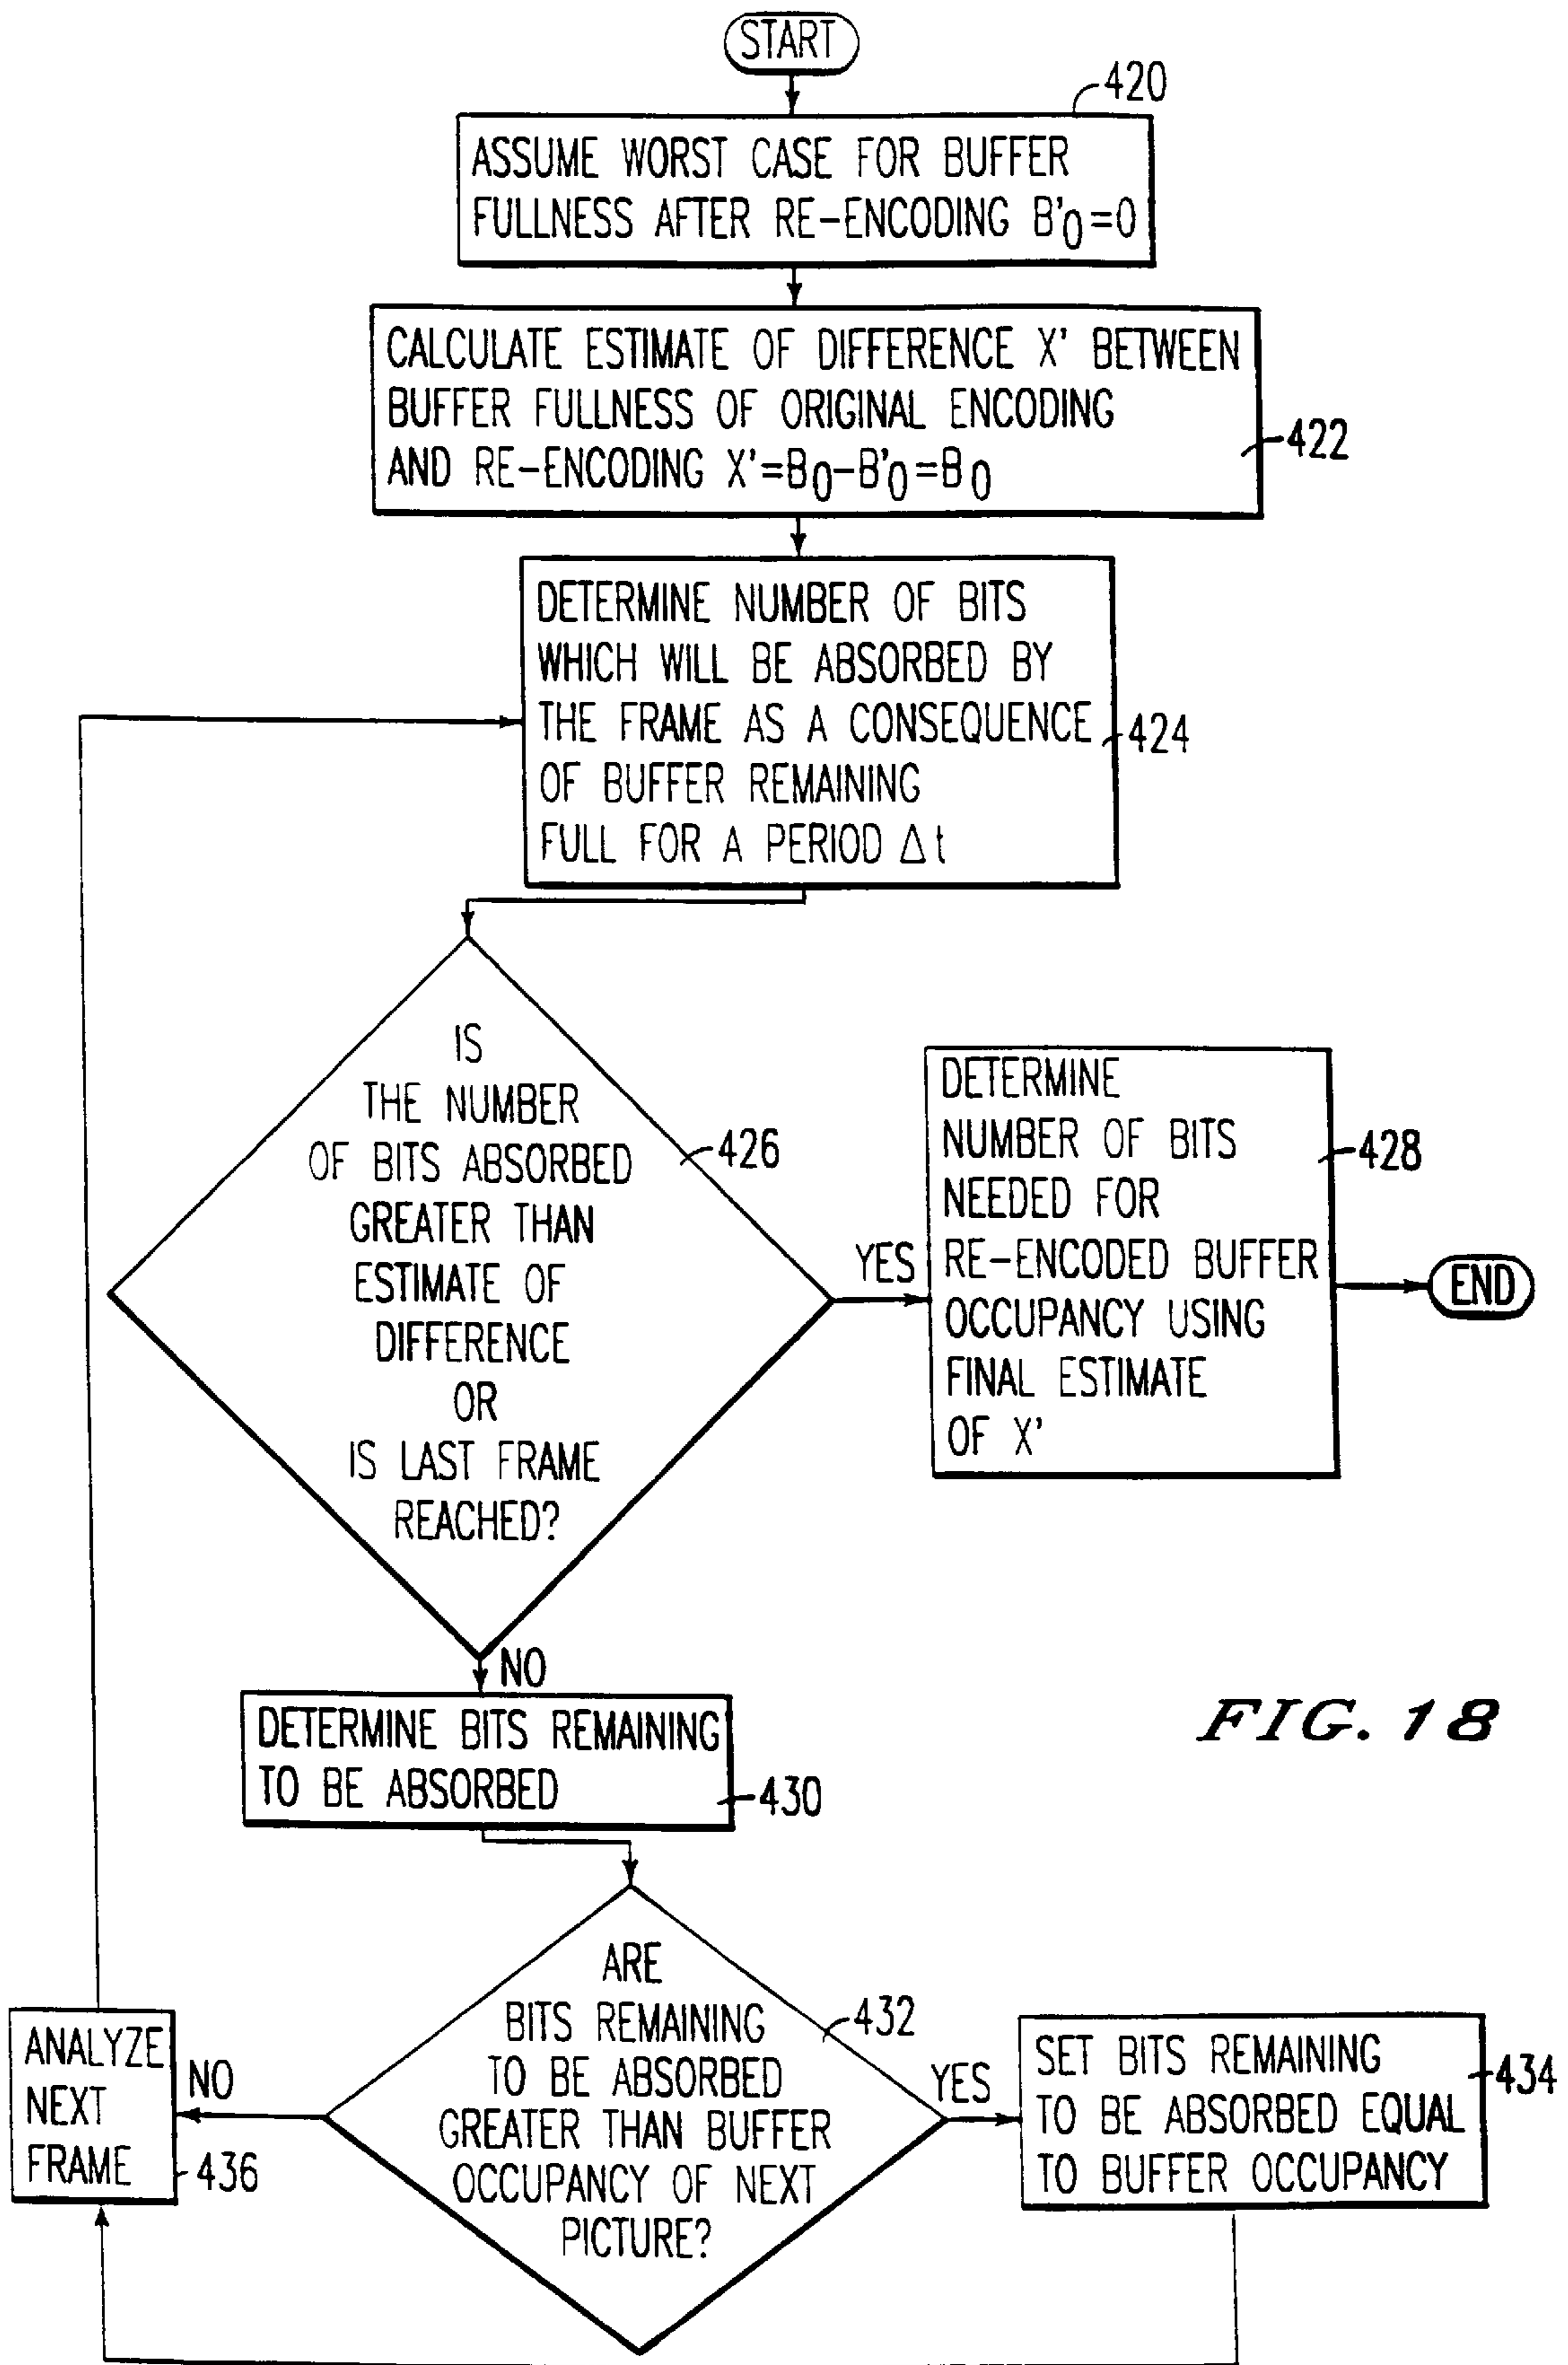 START
420
ASSUME WORST CASE FOR BUFFER
FULLNESS AFTER RE-ENCODING B'0=0
CALCULATE ESTIMATE OF DIFFERENCE X' BETWEEN
BUFFER FULLNESS OF ORIGINAL ENCODING
AND RE-ENCODING X'=B0-B'0=B0
422
DETERMINE NUMBER OF BITS
WHICH WILL BE ABSORBED BY
THE FRAME AS A CONSEQUENCE
OF BUFFER REMAINING
FULL FOR A PERIOD Δt
424
IS
THE NUMBER
OF BITS ABSORBED
GREATER THAN
ESTIMATE OF
DIFFERENCE
OR
IS LAST FRAME
REACHED?
426
YES
DETERMINE
NUMBER OF BITS
NEEDED FOR
RE-ENCODED BUFFER
OCCUPANCY USING
FINAL ESTIMATE
OF X'
428
END
NO
DETERMINE BITS REMAINING
TO BE ABSORBED
430
FIG. 18
ARE
BITS REMAINING
TO BE ABSORBED
GREATER THAN BUFFER
OCCUPANCY OF NEXT
PICTURE?
432
YES
SET BITS REMAINING
TO BE ABSORBED EQUAL
TO BUFFER OCCUPANCY
434
NO
ANALYZE
NEXT
FRAME
436